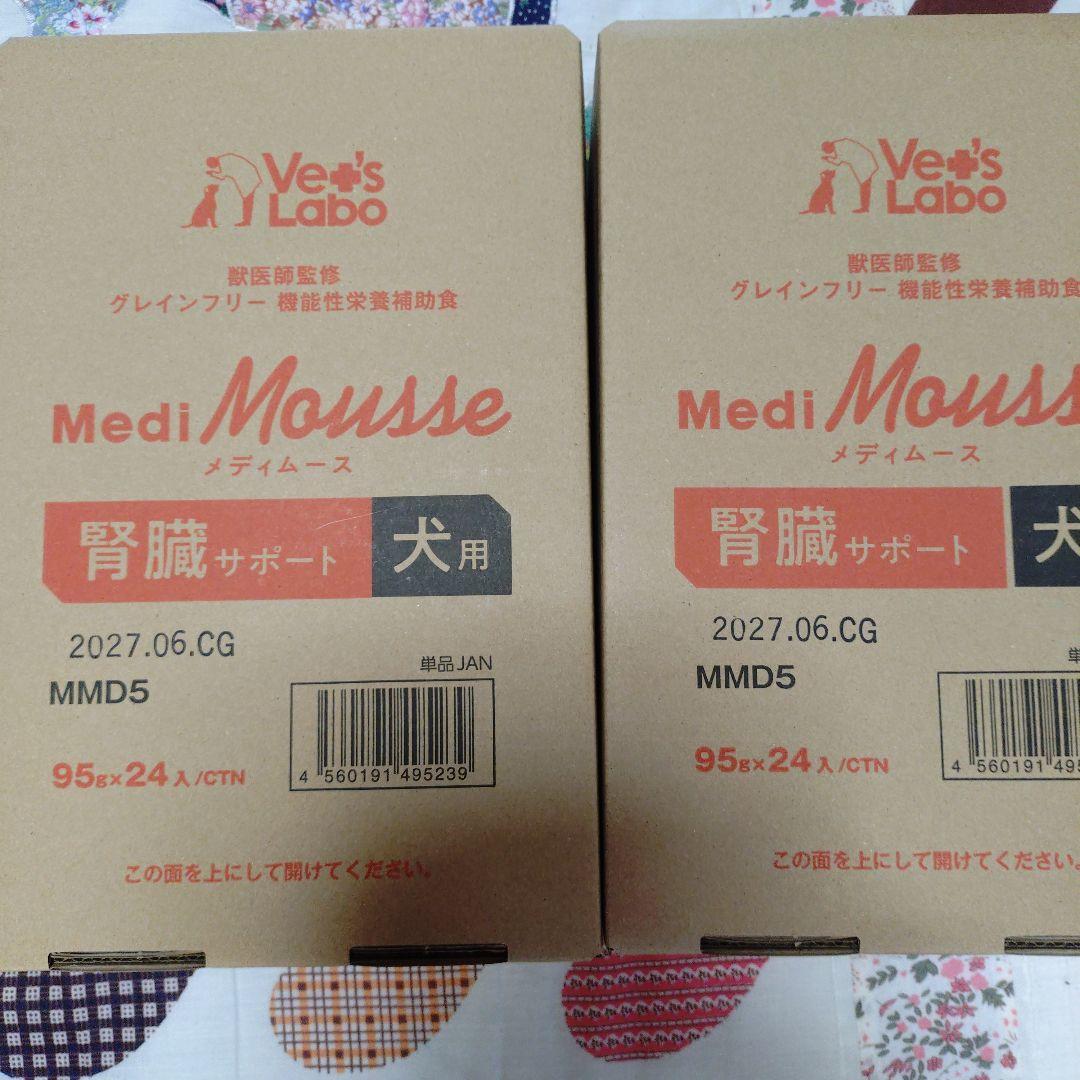 Vet's
Labo
獣医師監修
グレインフリー 機能性栄養補助食
Medi Mousse
メディムース
腎臓サポート 犬用
2027.06.CG
MMD5
単品JAN
95g×24入/CTN
4 560191 495239
この面を上にして開けてください。
Vet's
Labo
獣医師監修
グレインフリー 機能性栄養補助食
Medi Mouss
メディムース
腎臓サポート 犬
2027.06.CG
MMD5
95g×24入/CTN
4 560191 495
この面を上にして開けてください。